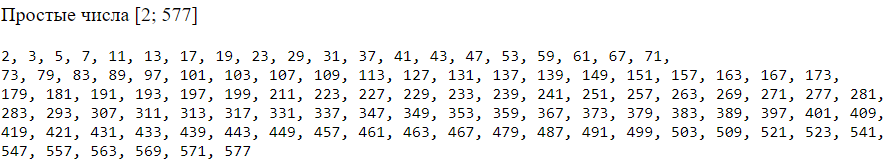 Простые числа [2; 577]
2, 3, 5, 7, 11, 13, 17, 19, 23, 29, 31, 37, 41, 43, 47, 53, 59, 61, 67, 71,
73, 79, 83, 89, 97, 101, 103, 107, 109, 113, 127, 131, 137, 139, 149, 151, 157, 163, 167, 173,
179, 181, 191, 193, 197, 199, 211, 223, 227, 229, 233, 239, 241, 251, 257, 263, 269, 271, 277, 281,
283, 293, 307, 311, 313, 317, 331, 337, 347, 349, 353, 359, 367, 373, 379, 383, 389, 397, 401, 409,
419, 421, 431, 433, 439, 443, 449, 457, 461, 463, 467, 479, 487, 491, 499, 503, 509, 521, 523, 541,
547, 557, 563, 569, 571, 577